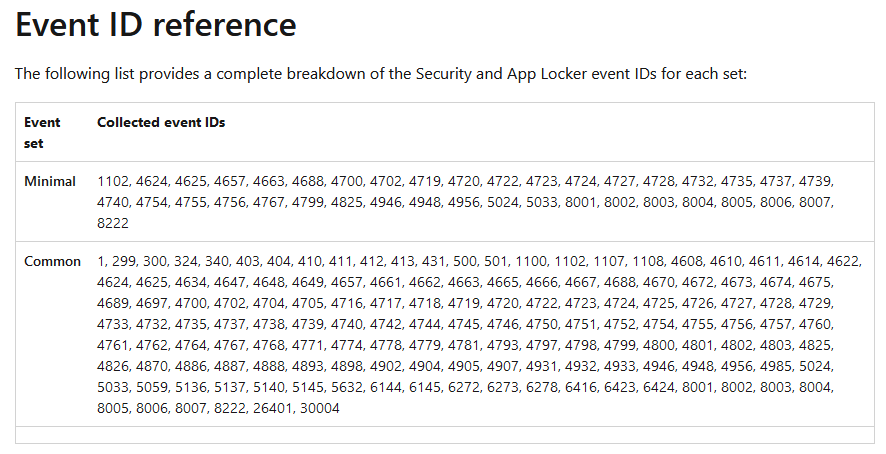 Event ID reference
The following list provides a complete breakdown of the Security and App Locker event IDs for each set:
Event set
Collected event IDs
Minimal
1102, 4624, 4625, 4657, 4663, 4688, 4700, 4702, 4719, 4720, 4722, 4723, 4724, 4727, 4728, 4732, 4735, 4737, 4739,
4740, 4754, 4755, 4756, 4767, 4799, 4825, 4946, 4948, 4956, 5024, 5033, 8001, 8002, 8003, 8004, 8005, 8006, 8007,
8222
Common
1, 299, 300, 324, 340, 403, 404, 410, 411, 412, 413, 431, 500, 501, 1100, 1102, 1107, 1108, 4608, 4610, 4611, 4614, 4622,
4624, 4625, 4634, 4647, 4648, 4649, 4657, 4661, 4662, 4663, 4665, 4666, 4667, 4688, 4670, 4672, 4673, 4674, 4675,
4689, 4697, 4700, 4702, 4704, 4705, 4716, 4717, 4718, 4719, 4720, 4722, 4723, 4724, 4725, 4726, 4727, 4728, 4729,
4733, 4732, 4735, 4737, 4738, 4739, 4740, 4742, 4744, 4745, 4746, 4750, 4751, 4752, 4754, 4755, 4756, 4757, 4760,
4761, 4762, 4764, 4767, 4768, 4771, 4774, 4778, 4779, 4781, 4793, 4797, 4798, 4799, 4800, 4801, 4802, 4803, 4825,
4826, 4870, 4886, 4887, 4888, 4893, 4898, 4902, 4904, 4905, 4907, 4931, 4932, 4933, 4946, 4948, 4956, 4985, 5024,
5033, 5059, 5136, 5137, 5140, 5145, 5632, 6144, 6145, 6272, 6273, 6278, 6416, 6423, 6424, 8001, 8002, 8003, 8004,
8005, 8006, 8007, 8222, 26401, 30004